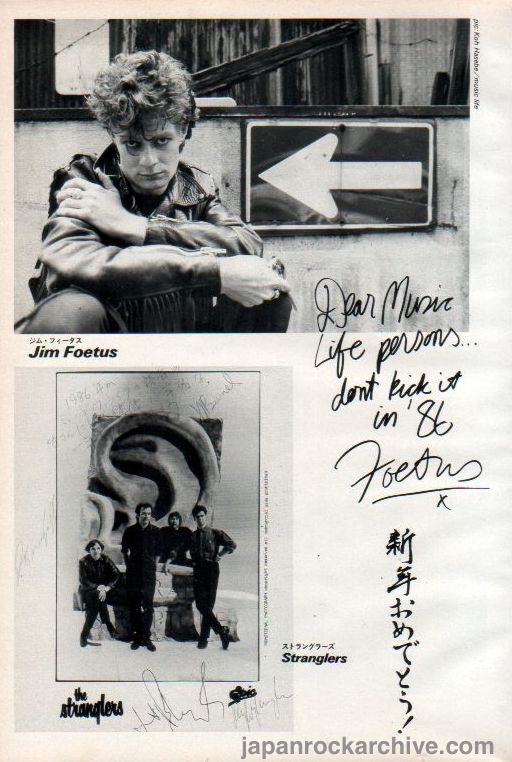 pic: Koh Hasebe / music life
ジム・フィータス
Jim Foetus
Dear Music
Life persons...
dont kick it
in '86
Foetus
x
新年おめでとう!
1986
ストラングラーズ
Stranglers
the
stranglers
Epic
japanrockarchive.com